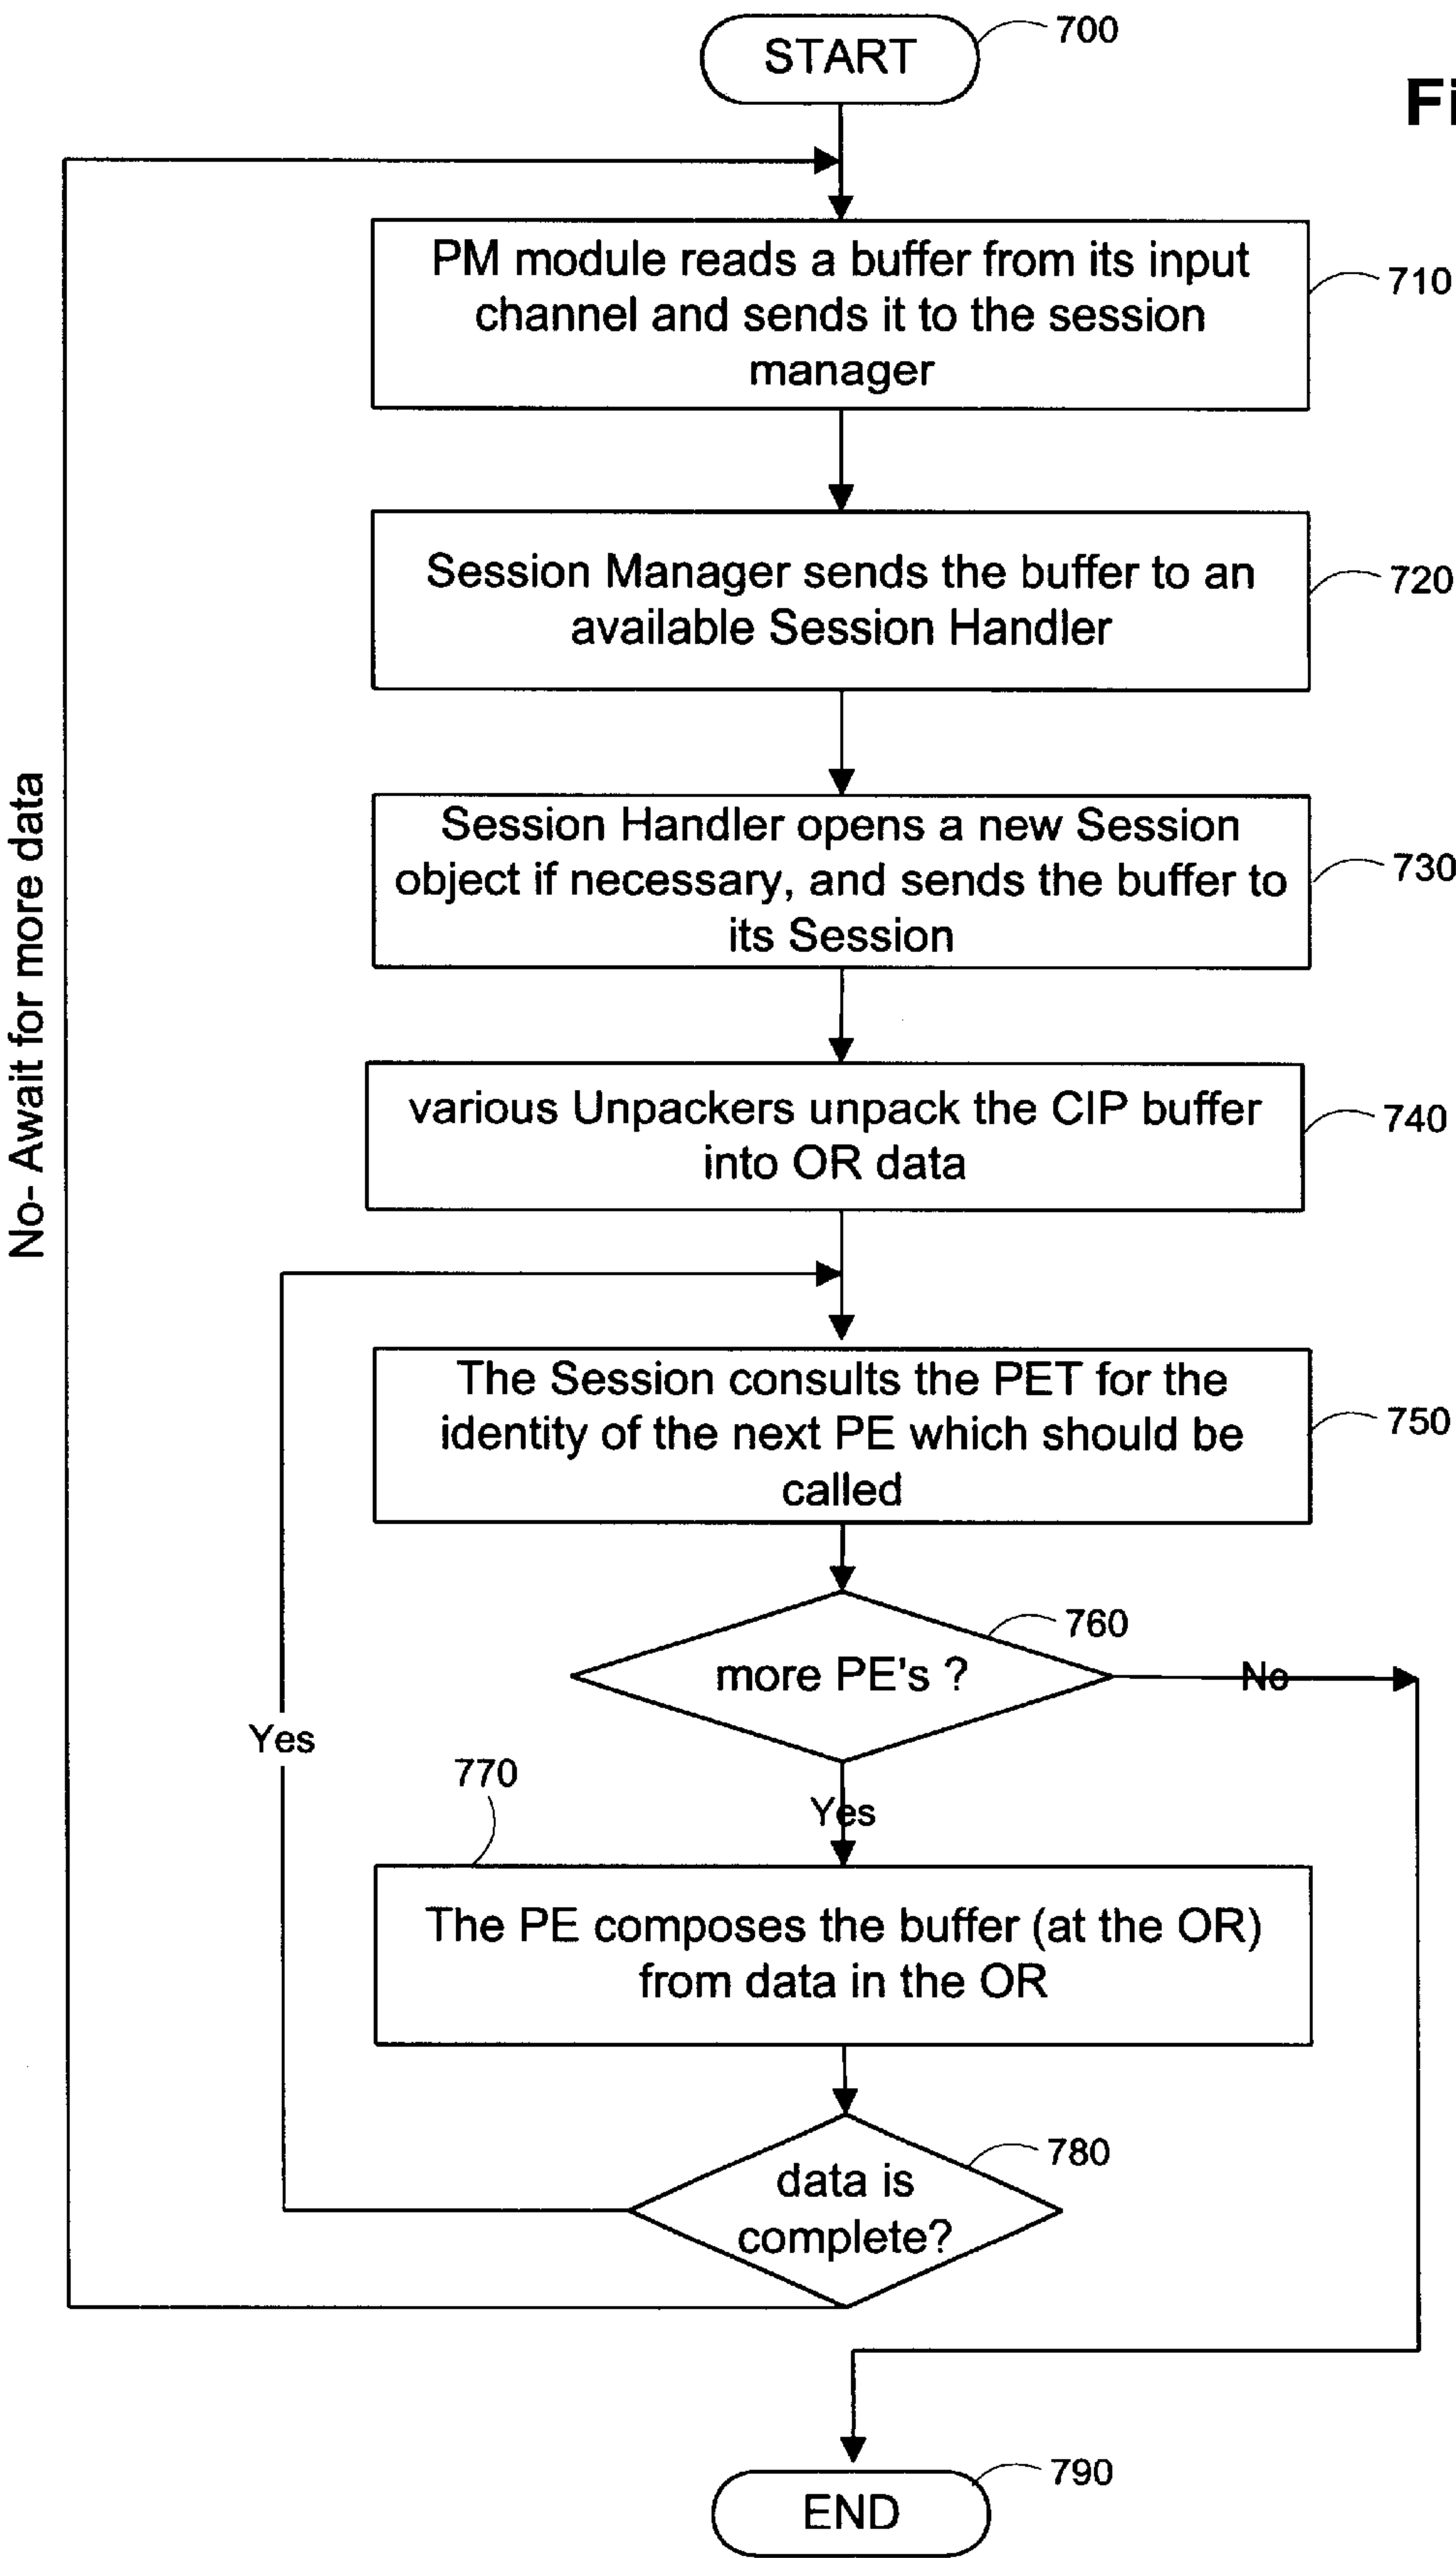 START
700
Fi
PM module reads a buffer from its input
channel and sends it to the session
manager
710
Session Manager sends the buffer to an
available Session Handler
720
Session Handler opens a new Session
object if necessary, and sends the buffer to
its Session
730
No- Await for more data
various Unpackers unpack the CIP buffer
into OR data
740
The Session consults the PET for the
identity of the next PE which should be
called
750
760
more PE's ?
No
Yes
770
Yes
The PE composes the buffer (at the OR)
from data in the OR
780
data is
complete?
790
END